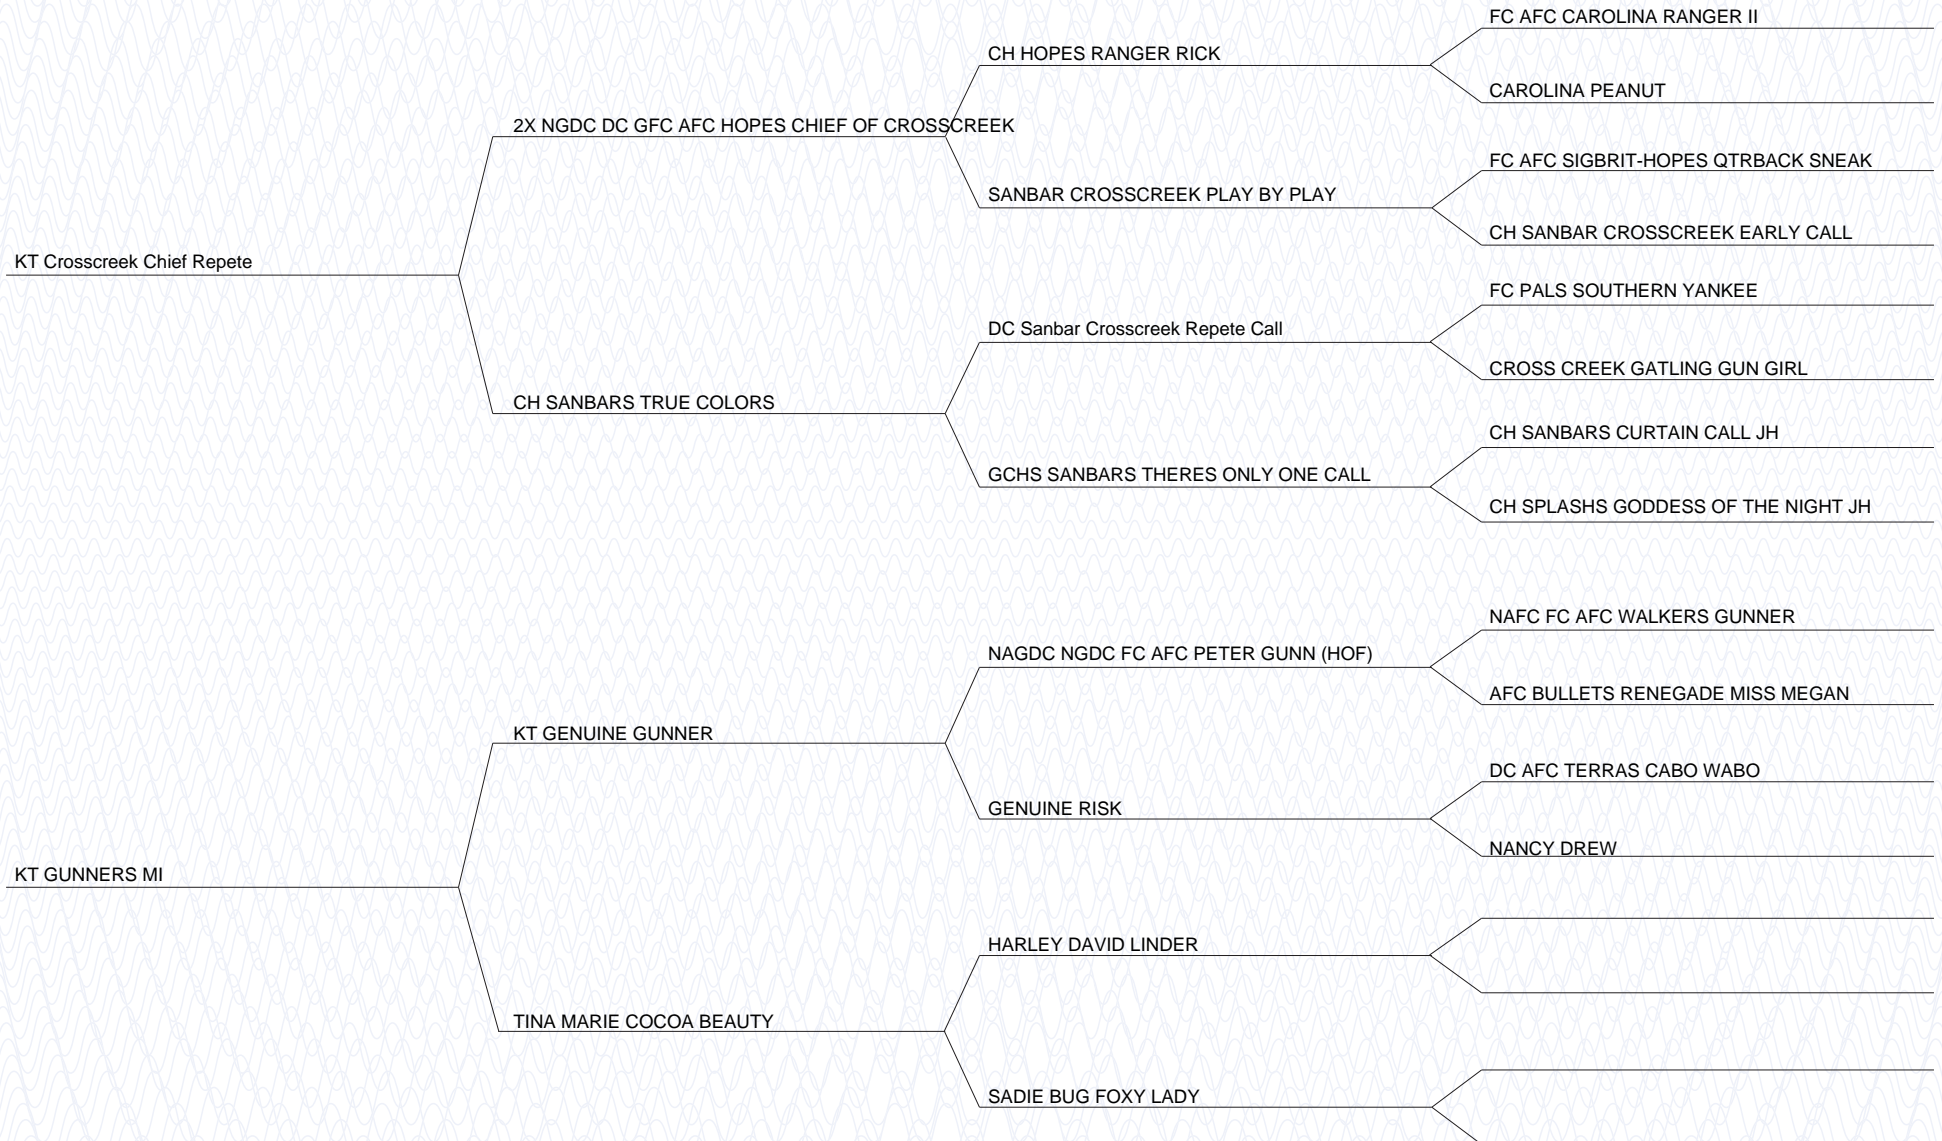 FC AFC CAROLINA RANGER II
CH HOPES RANGER RICK
CAROLINA PEANUT
2X NGDC DC GFC AFC HOPES CHIEF OF CROSSCREEK
FC AFC SIGBRIT-HOPES QTRBACK SNEAK
SANBAR CROSSCREEK PLAY BY PLAY
CH SANBAR CROSSCREEK EARLY CALL
KT Crosscreek Chief Repete
FC PALS SOUTHERN YANKEE
DC Sanbar Crosscreek Repete Call
CROSS CREEK GATLING GUN GIRL
CH SANBARS TRUE COLORS
CH SANBARS CURTAIN CALL JH
GCHS SANBARS THERES ONLY ONE CALL
CH SPLASHS GODDESS OF THE NIGHT JH
NAFC FC AFC WALKERS GUNNER
NAGDC NGDC FC AFC PETER GUNN (HOF)
AFC BULLETS RENEGADE MISS MEGAN
KT GENUINE GUNNER
DC AFC TERRAS CABO WABO
GENUINE RISK
NANCY DREW
KT GUNNERS MI
HARLEY DAVID LINDER
TINA MARIE COCOA BEAUTY
SADIE BUG FOXY LADY